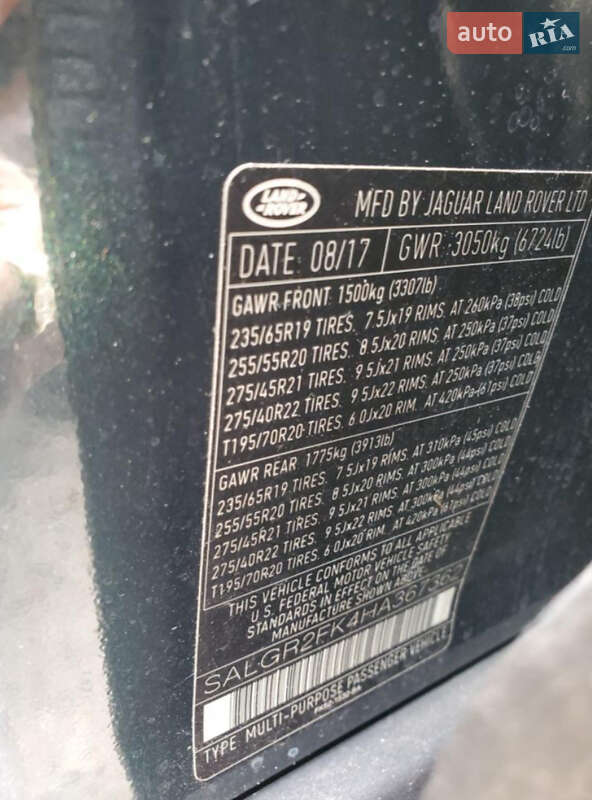 auto RIA.com
LAND ROVER
MFD BY JAGUAR LAND ROVER LTD
DATE: 08/17 GWR: 3050kg (6724lb)
GAWR FRONT 1500kg (3307lb)
235/65R19 TIRES. 7.5Jx19 RIMS. AT 260kPa (38psi) COLD
255/55R20 TIRES. 8.5Jx20 RIMS. AT 250kPa (37psi) COLD
275/45R21 TIRES. 9.5Jx21 RIMS. AT 250kPa (37psi) COLD
275/40R22 TIRES. 9.5Jx22 RIMS. AT 250kPa (37psi) COLD
T195/70R20 TIRES. 6.0Jx20 RIM. AT 420kPa (61psi) COLD
GAWR REAR 1775kg (3913lb)
235/65R19 TIRES. 7.5Jx19 RIMS. AT 310kPa (45psi) COLD
255/55R20 TIRES. 8.5Jx20 RIMS. AT 300kPa (44psi) COLD
275/45R21 TIRES. 9.5Jx21 RIMS. AT 300kPa (44psi) COLD
275/40R22 TIRES. 9.5Jx22 RIMS. AT 300kPa (44psi) COLD
T195/70R20 TIRES. 6.0Jx20 RIM. AT 420kPa (61psi) COLD
THIS VEHICLE CONFORMS TO ALL APPLICABLE
U.S. FEDERAL MOTOR VEHICLE SAFETY
STANDARDS IN EFFECT ON THE DATE OF
MANUFACTURE SHOWN ABOVE.
TYPE: MULTI-PURPOSE PASSENGER VEHICLE